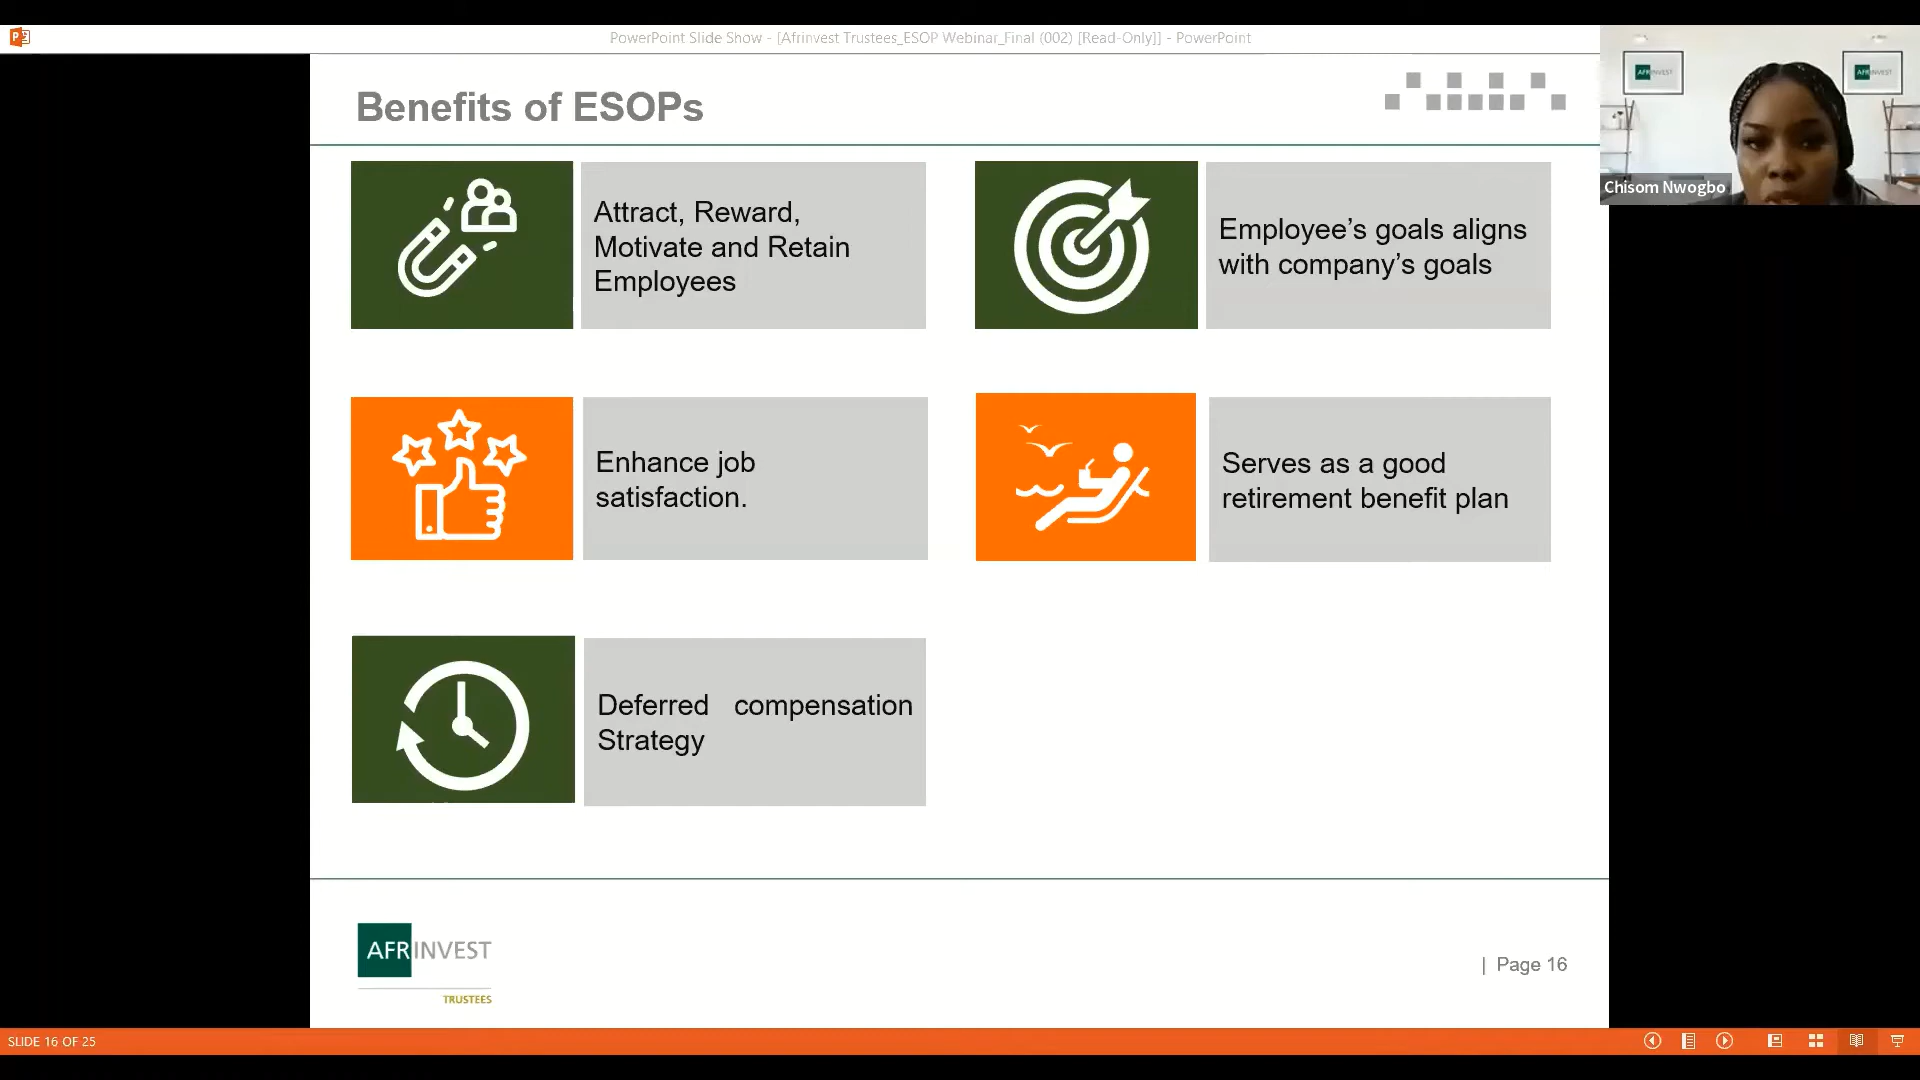 PowerPoint Slide Show - [Afrinvest Trustees_ESOP Webinar_Final (002) [Read-Only]] - PowerPoint
Benefits of ESOPs
AFRINVEST
AFRINVEST
Chisom Nwogbo
Attract, Reward,
Motivate and Retain
Employees
Employee’s goals aligns
with company’s goals
Enhance job
satisfaction.
Serves as a good
retirement benefit plan
Deferred compensation
Strategy
AFRINVEST
TRUSTEES
| Page 16
SLIDE 16 OF 25